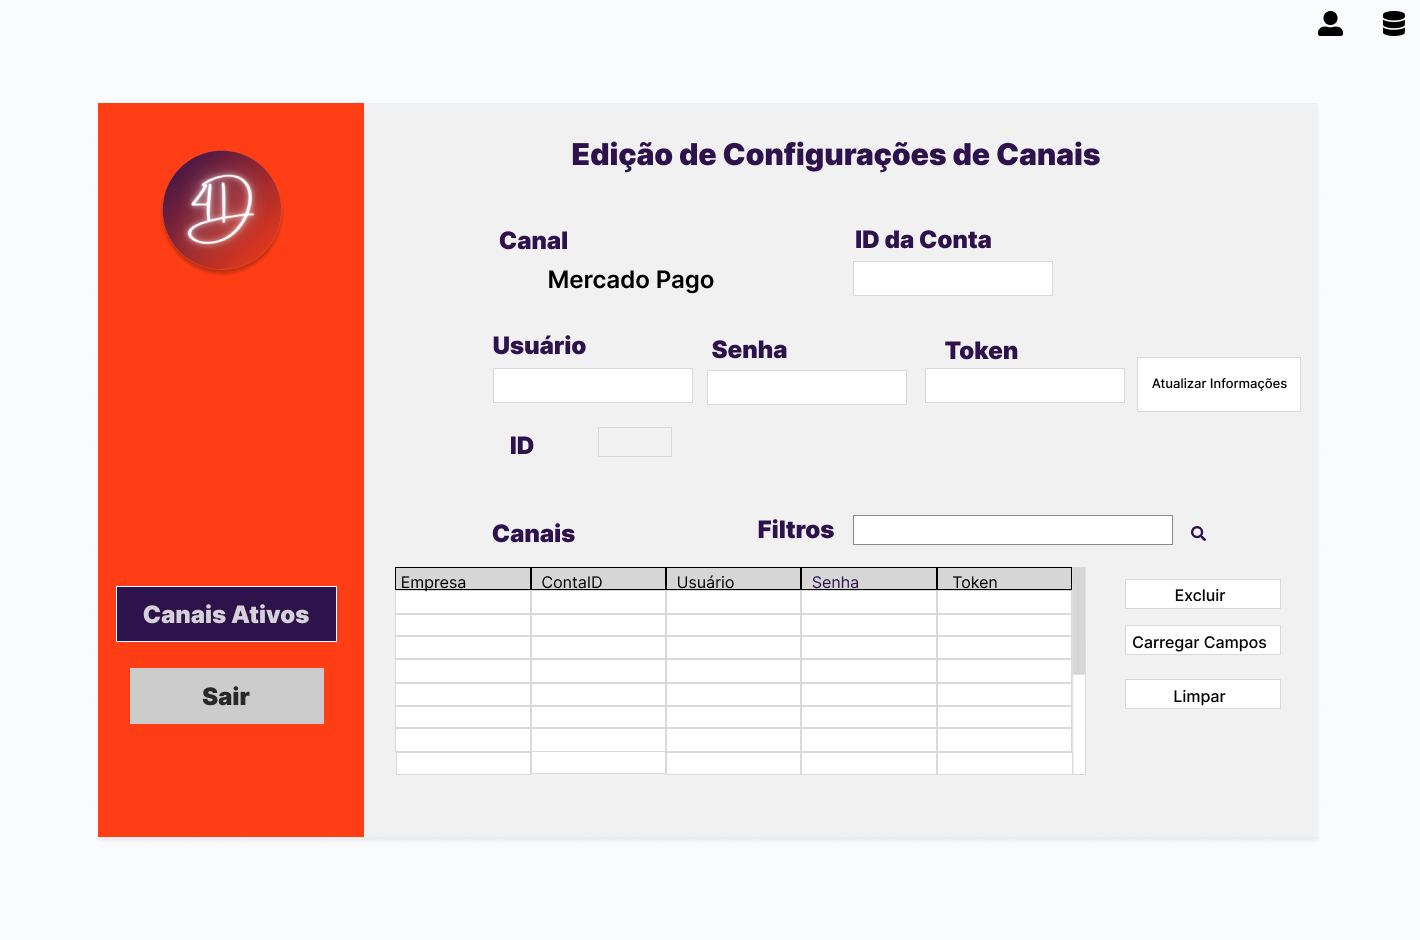 4D
Edição de Configurações de Canais
Canal
ID da Conta
Mercado Pago
Usuário
Senha
Token
Atualizar Informações
ID
Canais
Filtros
Empresa ContaID Usuário Senha Token
Excluir
Carregar Campos
Limpar
Canais Ativos
Sair